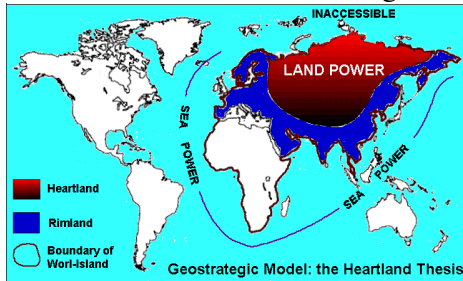 INACCESSIBLE
LAND POWER
SEA POWER
SEA POWER
Heartland
Rimland
Boundary of
Worl-Island
Geostrategic Model: the Heartland Thesis